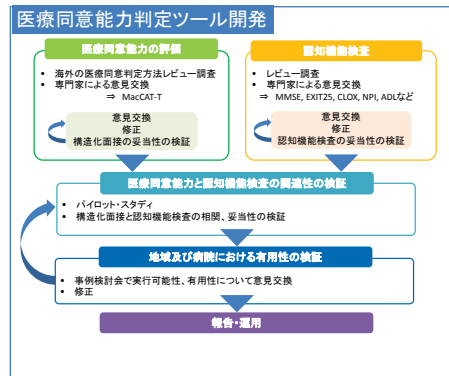 医療同意能力判定ツール開発
医療同意能力の評価
• 海外の医療同意判定方法レビュー調査
• 専門家による意見交換
⇒ MacCAT-T
意見交換
修正
構造化面接の妥当性の検証
認知機能検査
• レビュー調査
• 専門家による意見交換
⇒ MMSE, EXIT25, CLOX, NPI, ADLなど
意見交換
修正
認知機能検査の妥当性の検証
医療同意能力と認知機能検査の関連性の検証
• パイロット・スタディ
• 構造化面接と認知機能検査の相関、妥当性の検証
地域及び病院における有用性の検証
• 事例検討会で実行可能性、有用性について意見交換
• 修正
報告・運用